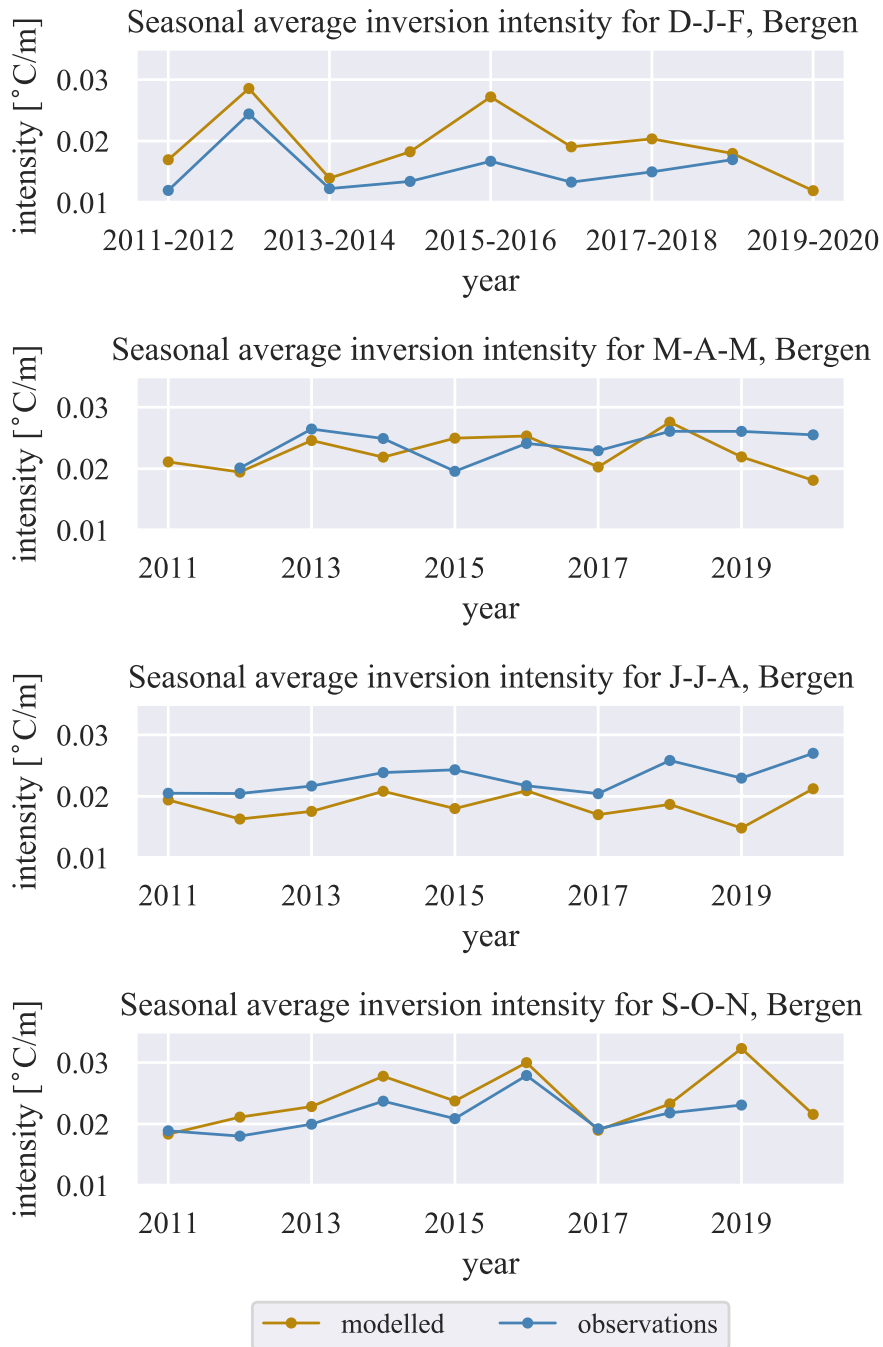 Seasonal average inversion intensity for D-J-F, Bergen
intensity [˚C/m]
0.03
0.02
0.01
2011-2012 2013-2014 2015-2016 2017-2018 2019-2020
year
Seasonal average inversion intensity for M-A-M, Bergen
intensity [˚C/m]
0.03
0.02
0.01
2011 2013 2015 2017 2019
year
Seasonal average inversion intensity for J-J-A, Bergen
intensity [˚C/m]
0.03
0.02
0.01
2011 2013 2015 2017 2019
year
Seasonal average inversion intensity for S-O-N, Bergen
intensity [˚C/m]
0.03
0.02
0.01
2011 2013 2015 2017 2019
year
modelled observations